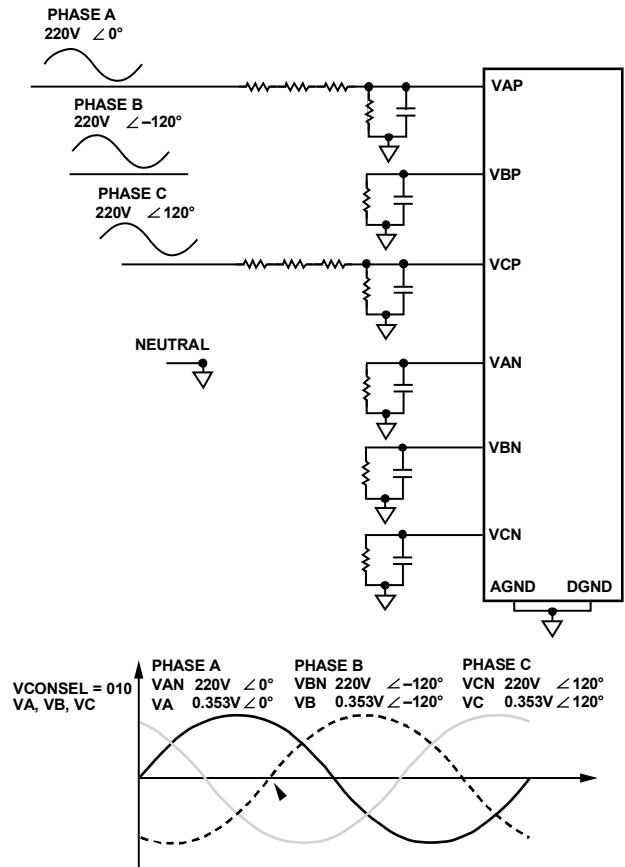 PHASE A
220V ∠ 0°
PHASE B
220V ∠ –120°
PHASE C
220V ∠ 120°
NEUTRAL
VAP
VBP
VCP
VAN
VBN
VCN
AGND DGND
VCONSEL = 010
VA, VB, VC
PHASE A
VAN 220V ∠ 0°
VA 0.353V ∠ 0°
PHASE B
VBN 220V ∠ –120°
VB 0.353V ∠ –120°
PHASE C
VCN 220V ∠ 120°
VC 0.353V ∠ 120°